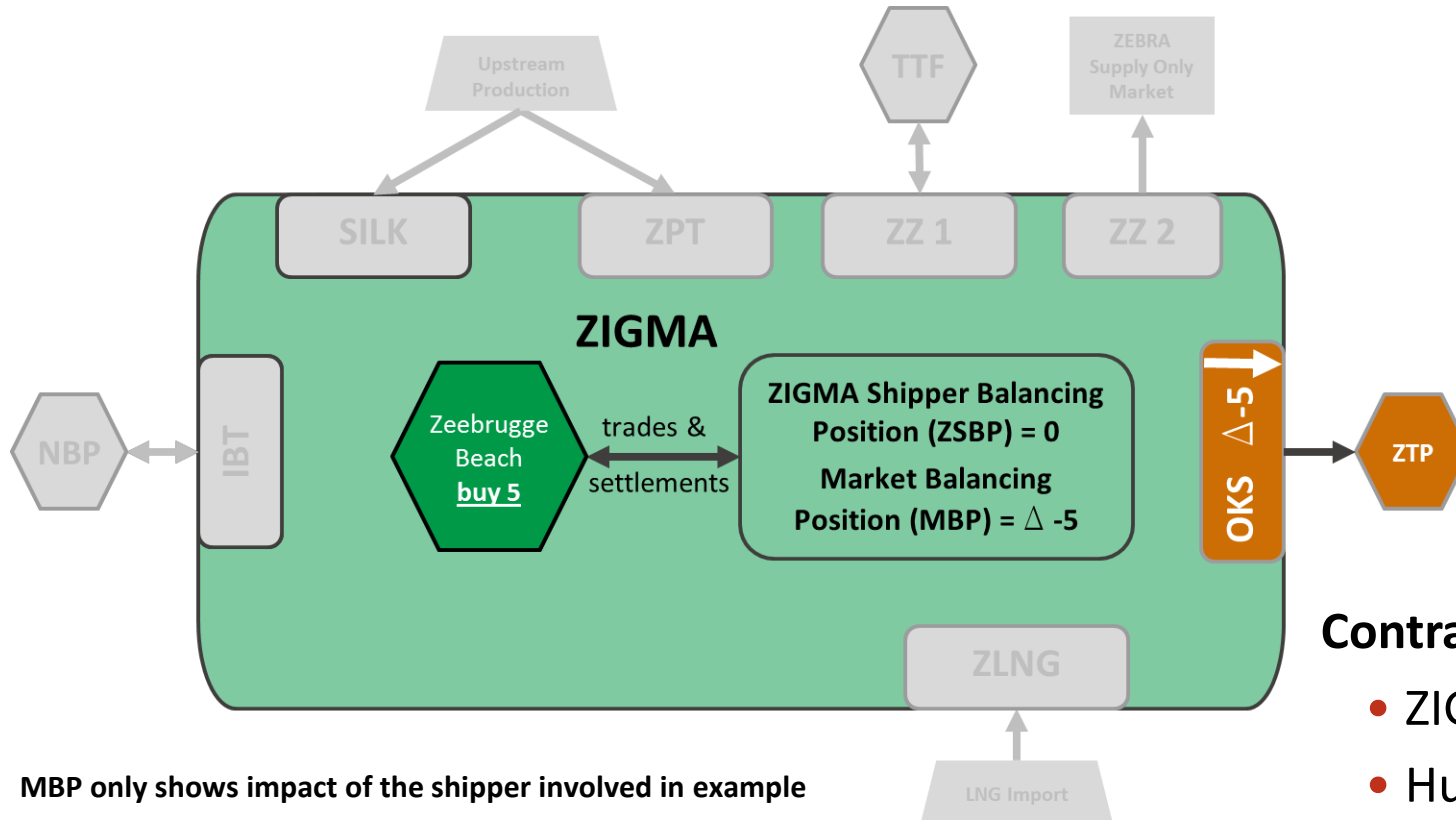 Upstream
Production
TTF
ZEBRA
Supply Only
Market
SILK
ZPT
ZZ 1
ZZ 2
ZIGMA
NBP
IBT
Zeebrugge
Beach
buy 5
trades &
settlements
ZIGMA Shipper Balancing
Position (ZSBP) = 0
Market Balancing
Position (MBP) = Δ -5
OKS Δ-5
ZTP
ZLNG
LNG Import
MBP only shows impact of the shipper involved in example
Contra
• ZIG
• Hu